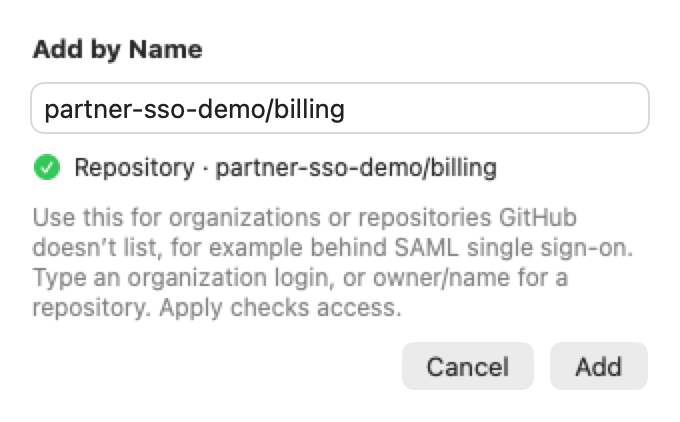 Add by Name
partner-sso-demo/billing
Repository · partner-sso-demo/billing
Use this for organizations or repositories GitHub
doesn’t list, for example behind SAML single sign-on.
Type an organization login, or owner/name for a
repository. Apply checks access.
Cancel Add